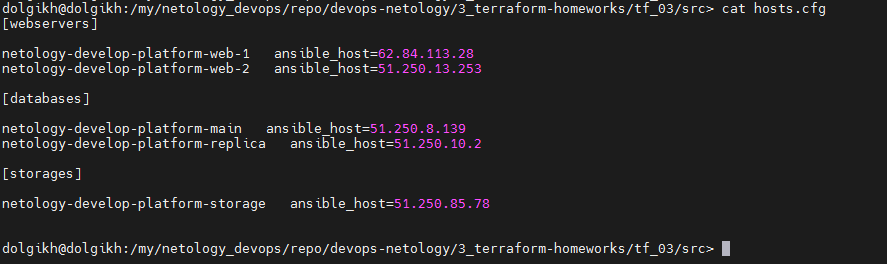 dolgikh@dolgikh:/my/netology_devops/repo/devops-netology/3_terraform-homeworks/tf_03/src> cat hosts.cfg
[webservers]
netology-develop-platform-web-1   ansible_host=62.84.113.28
netology-develop-platform-web-2   ansible_host=51.250.13.253
[databases]
netology-develop-platform-main   ansible_host=51.250.8.139
netology-develop-platform-replica   ansible_host=51.250.10.2
[storages]
netology-develop-platform-storage   ansible_host=51.250.85.78
dolgikh@dolgikh:/my/netology_devops/repo/devops-netology/3_terraform-homeworks/tf_03/src>